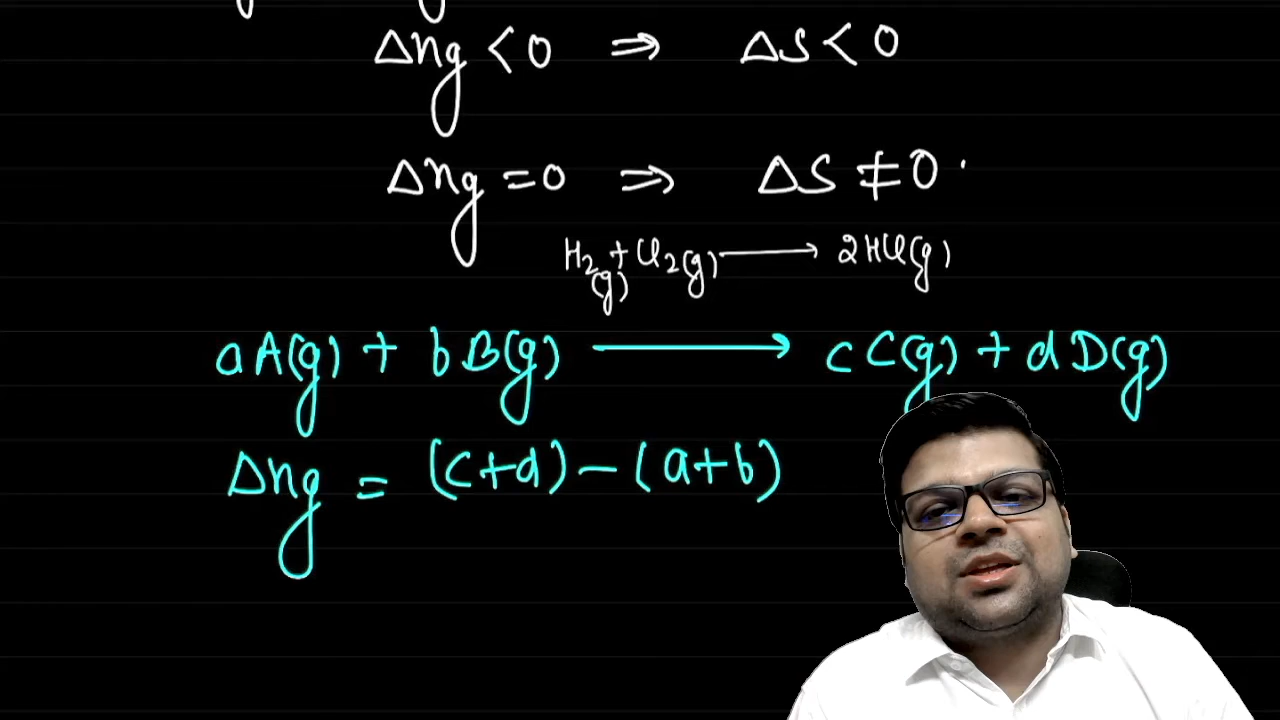 Δng < 0 ⇒ ΔS < 0
Δng = 0 ⇒ ΔS ≠ 0.
H₂(g) + Cl₂(g) ⟶ 2HCl(g)
aA(g) + bB(g) ⟶ cC(g) + dD(g)
Δng = (c+d) − (a+b)